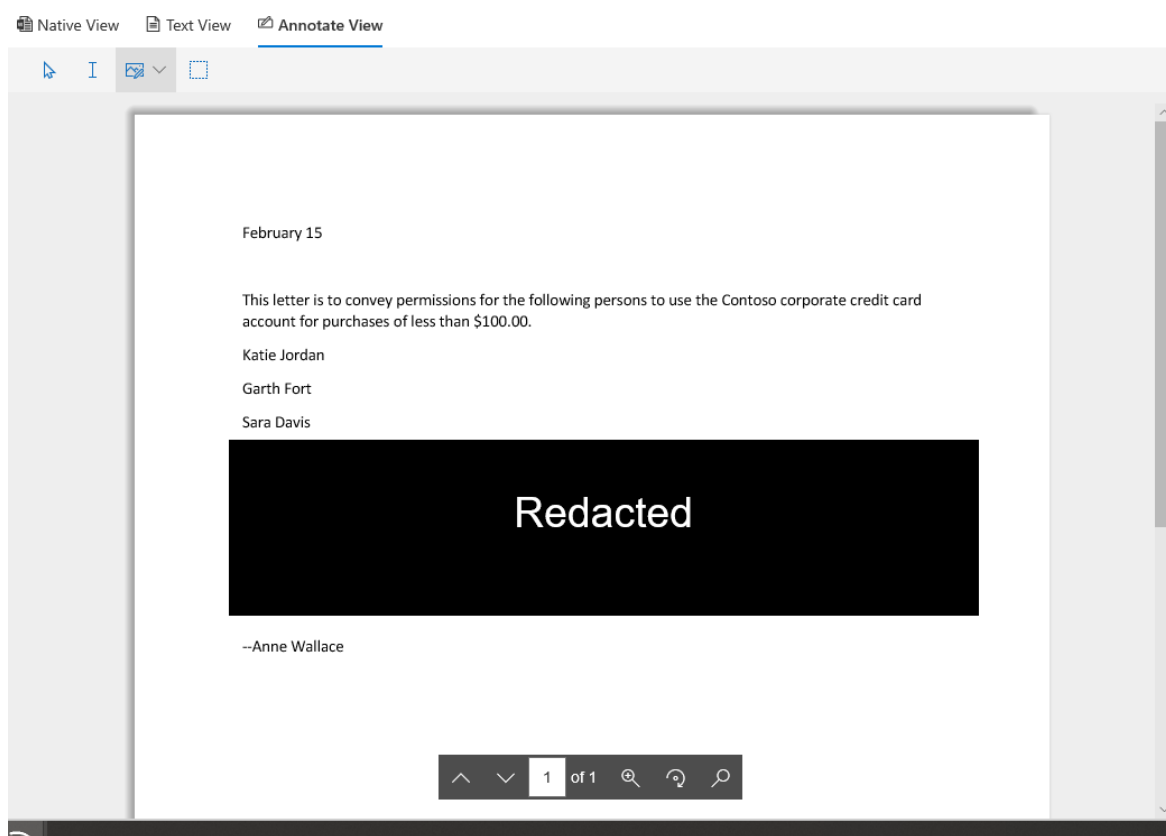 Native View Text View Annotate View
February 15
This letter is to convey permissions for the following persons to use the Contoso corporate credit card
account for purchases of less than $100.00.
Katie Jordan
Garth Fort
Sara Davis
Redacted
--Anne Wallace
1 of 1